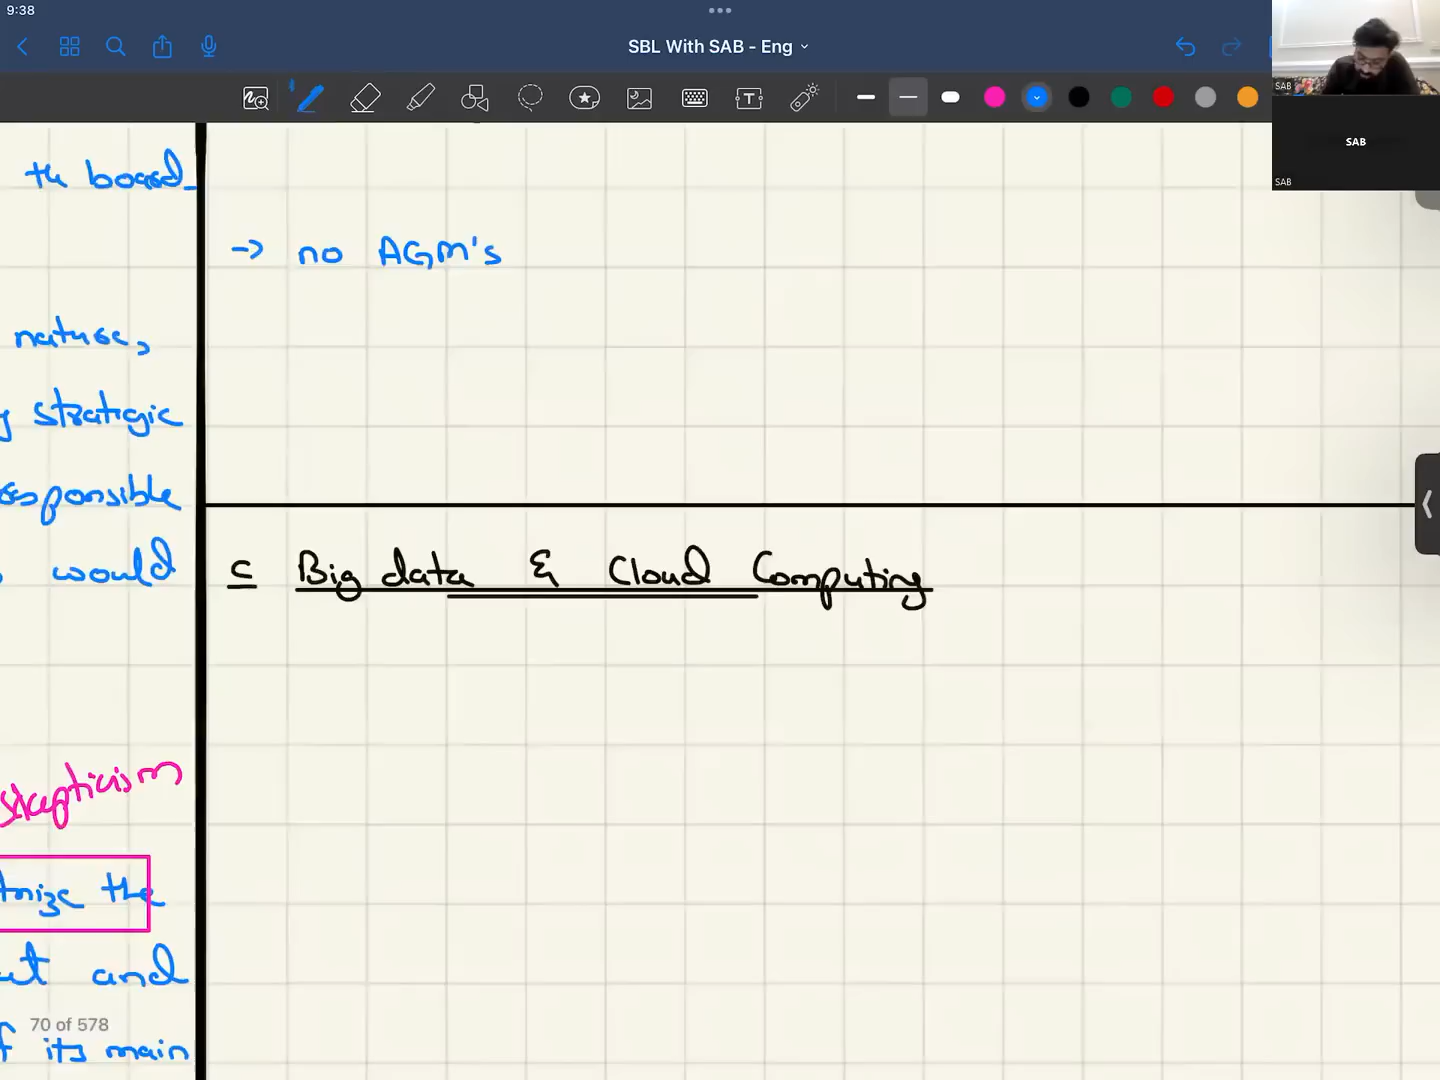 9:38
SBL With SAB - Eng
SAB
SAB
SAB
the board
nature,
strategic
responsible
would
skepticism
the
and
its main
70 of 578
→ no AGM's
C Big data & Cloud Computing